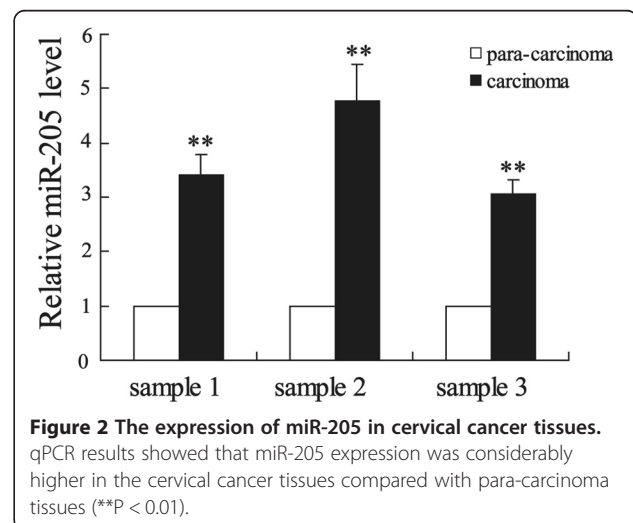 Relative miR-205 level
6
5
4
3
2
1
0
**
**
**
para-carcinoma
carcinoma
sample 1
sample 2
sample 3
Figure 2 The expression of miR-205 in cervical cancer tissues.
qPCR results showed that miR-205 expression was considerably
higher in the cervical cancer tissues compared with para-carcinoma
tissues (**P < 0.01).